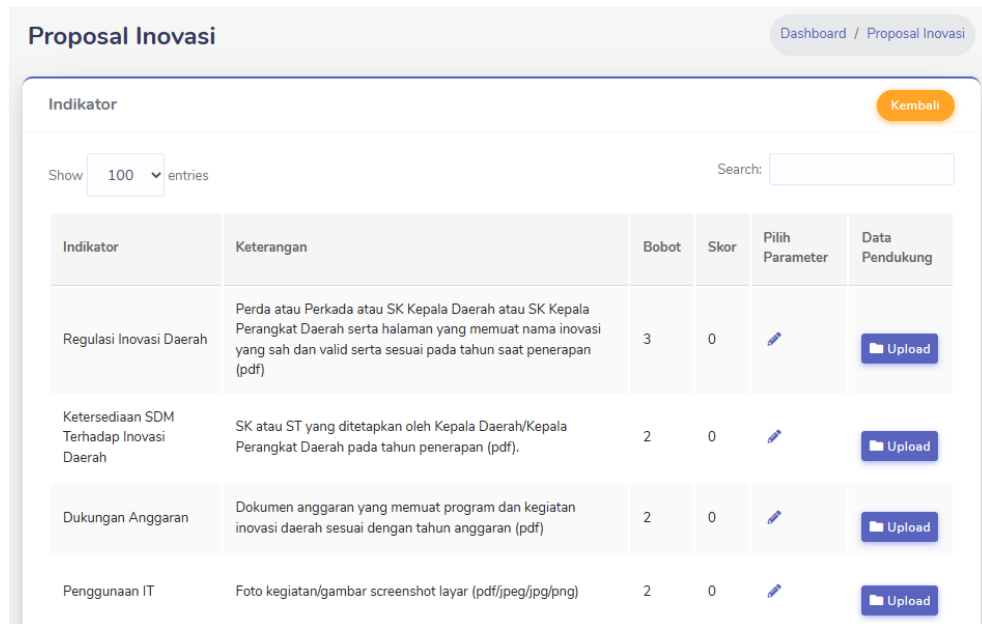 Proposal Inovasi
Dashboard / Proposal Inovasi
Indikator
Kembali
Show 100 entries
Search:
Indikator
Keterangan
Bobot
Skor
Pilih
Parameter
Data
Pendukung
Regulasi Inovasi Daerah
Perda atau Perkada atau SK Kepala Daerah atau SK Kepala
Perangkat Daerah serta halaman yang memuat nama inovasi
yang sah dan valid serta sesuai pada tahun saat penerapan
(pdf)
3
0
Upload
Ketersediaan SDM
Terhadap Inovasi
Daerah
SK atau ST yang ditetapkan oleh Kepala Daerah/Kepala
Perangkat Daerah pada tahun penerapan (pdf).
2
0
Upload
Dukungan Anggaran
Dokumen anggaran yang memuat program dan kegiatan
inovasi daerah sesuai dengan tahun anggaran (pdf)
2
0
Upload
Penggunaan IT
Foto kegiatan/gambar screenshot layar (pdf/jpeg/jpg/png)
2
0
Upload